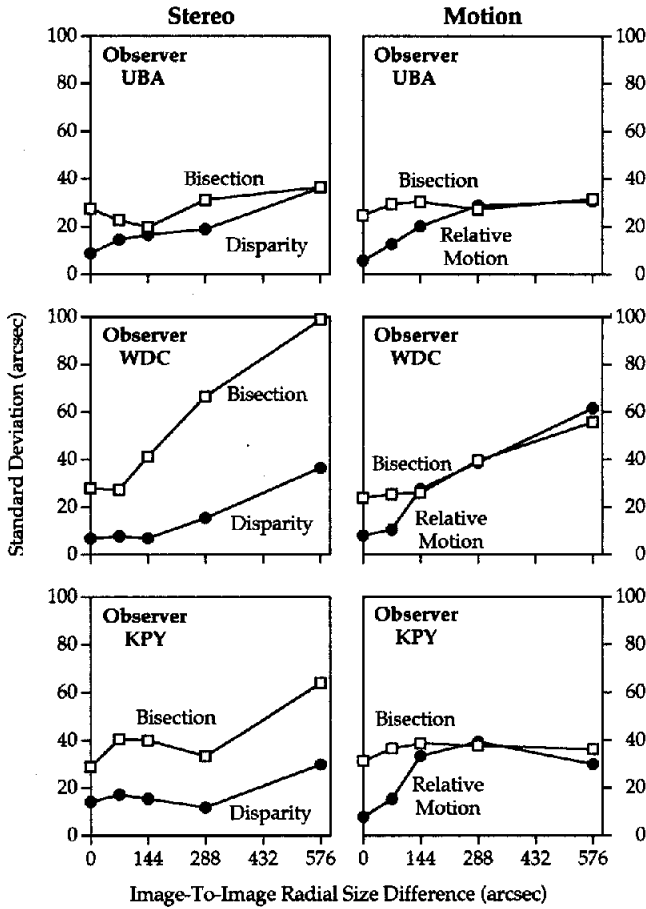 Stereo Motion
100 100
Observer Observer
UBA UBA
80 80
60 60
Bisection Bisection
40 40
20 20
Disparity Relative
Motion
0 0
100 100
Observer Observer
WDC WDC
80 80
Bisection
60 60
Bisection
40 40
20 20
Disparity Relative
Motion
0 0
100 100
Observer Observer
KPY KPY
80 80
60 60
Bisection Bisection
40 40
20 20
Disparity Relative
Motion
0 0
0 144 288 432 576 0 144 288 432 576
Standard Deviation (arcsec)
Image-To-Image Radial Size Difference (arcsec)